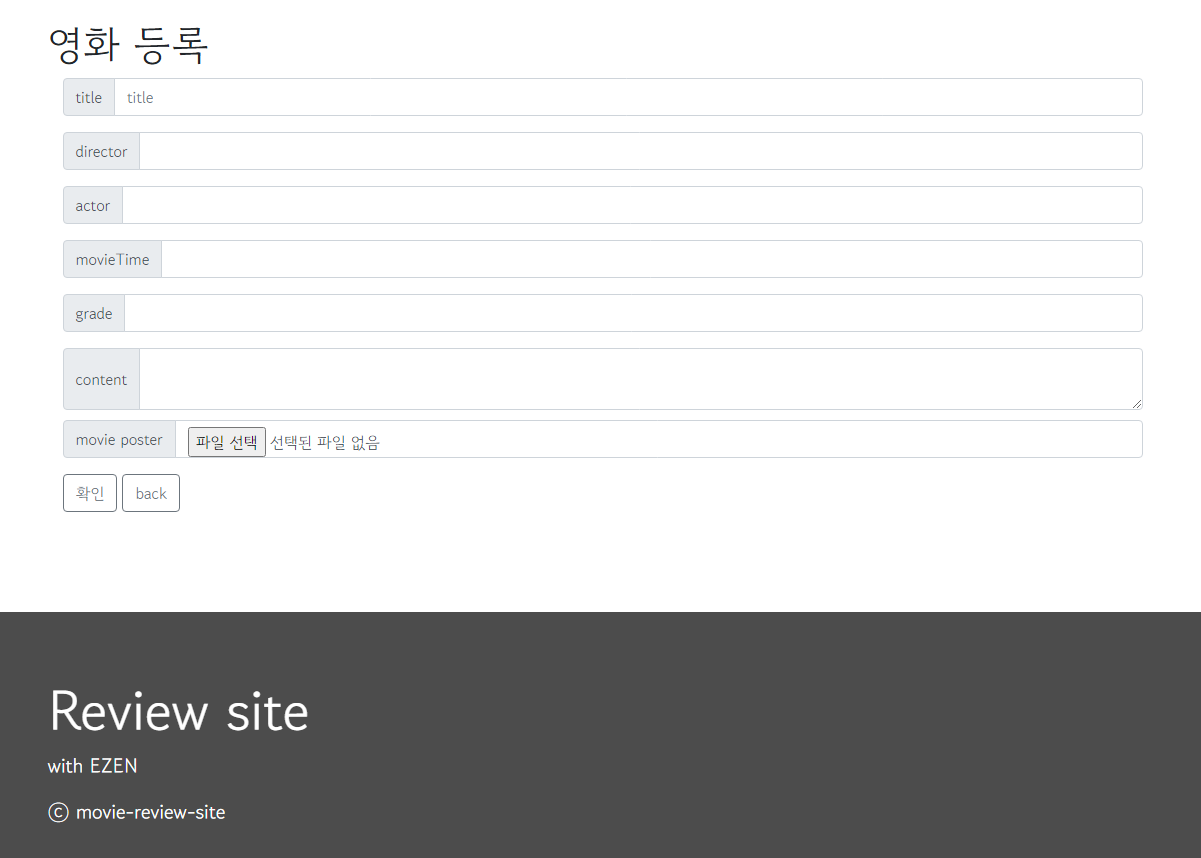 영화 등록
title title
director
actor
movieTime
grade
content
movie poster 파일 선택 선택된 파일 없음
확인 back
Review site
with EZEN
ⓒ movie-review-site